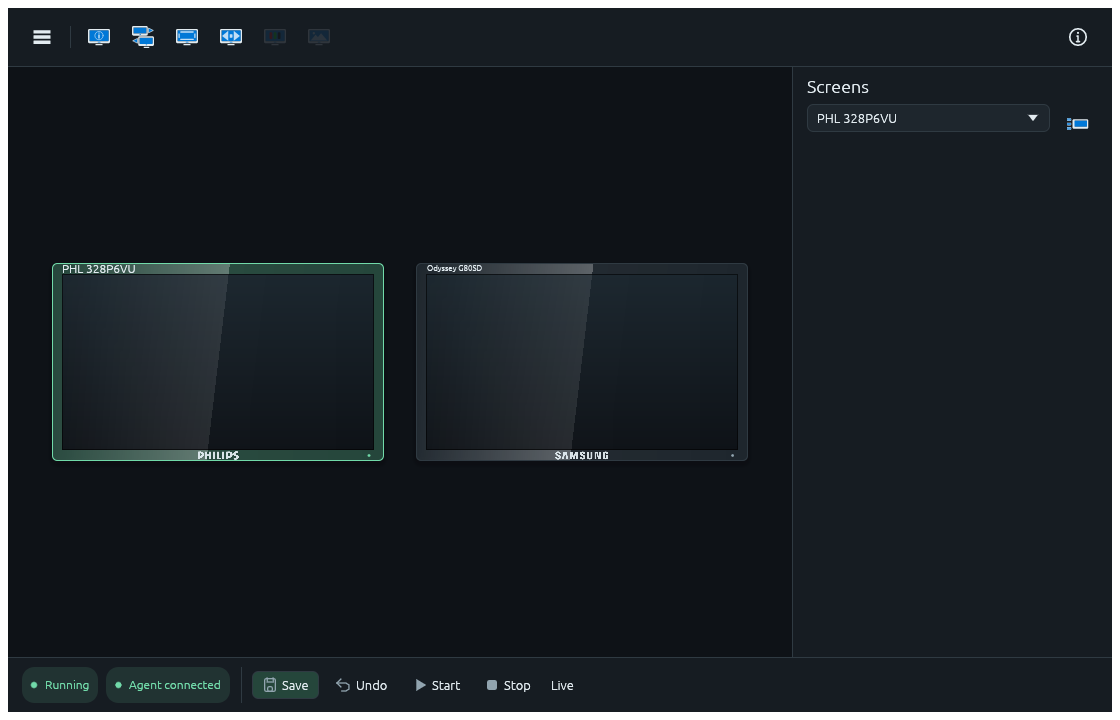 Screens
PHL 328P6VU
PHL 328P6VU
Odyssey G80SD
PHILIPS
SAMSUNG
Running
Agent connected
Save
Undo
Start
Stop
Live